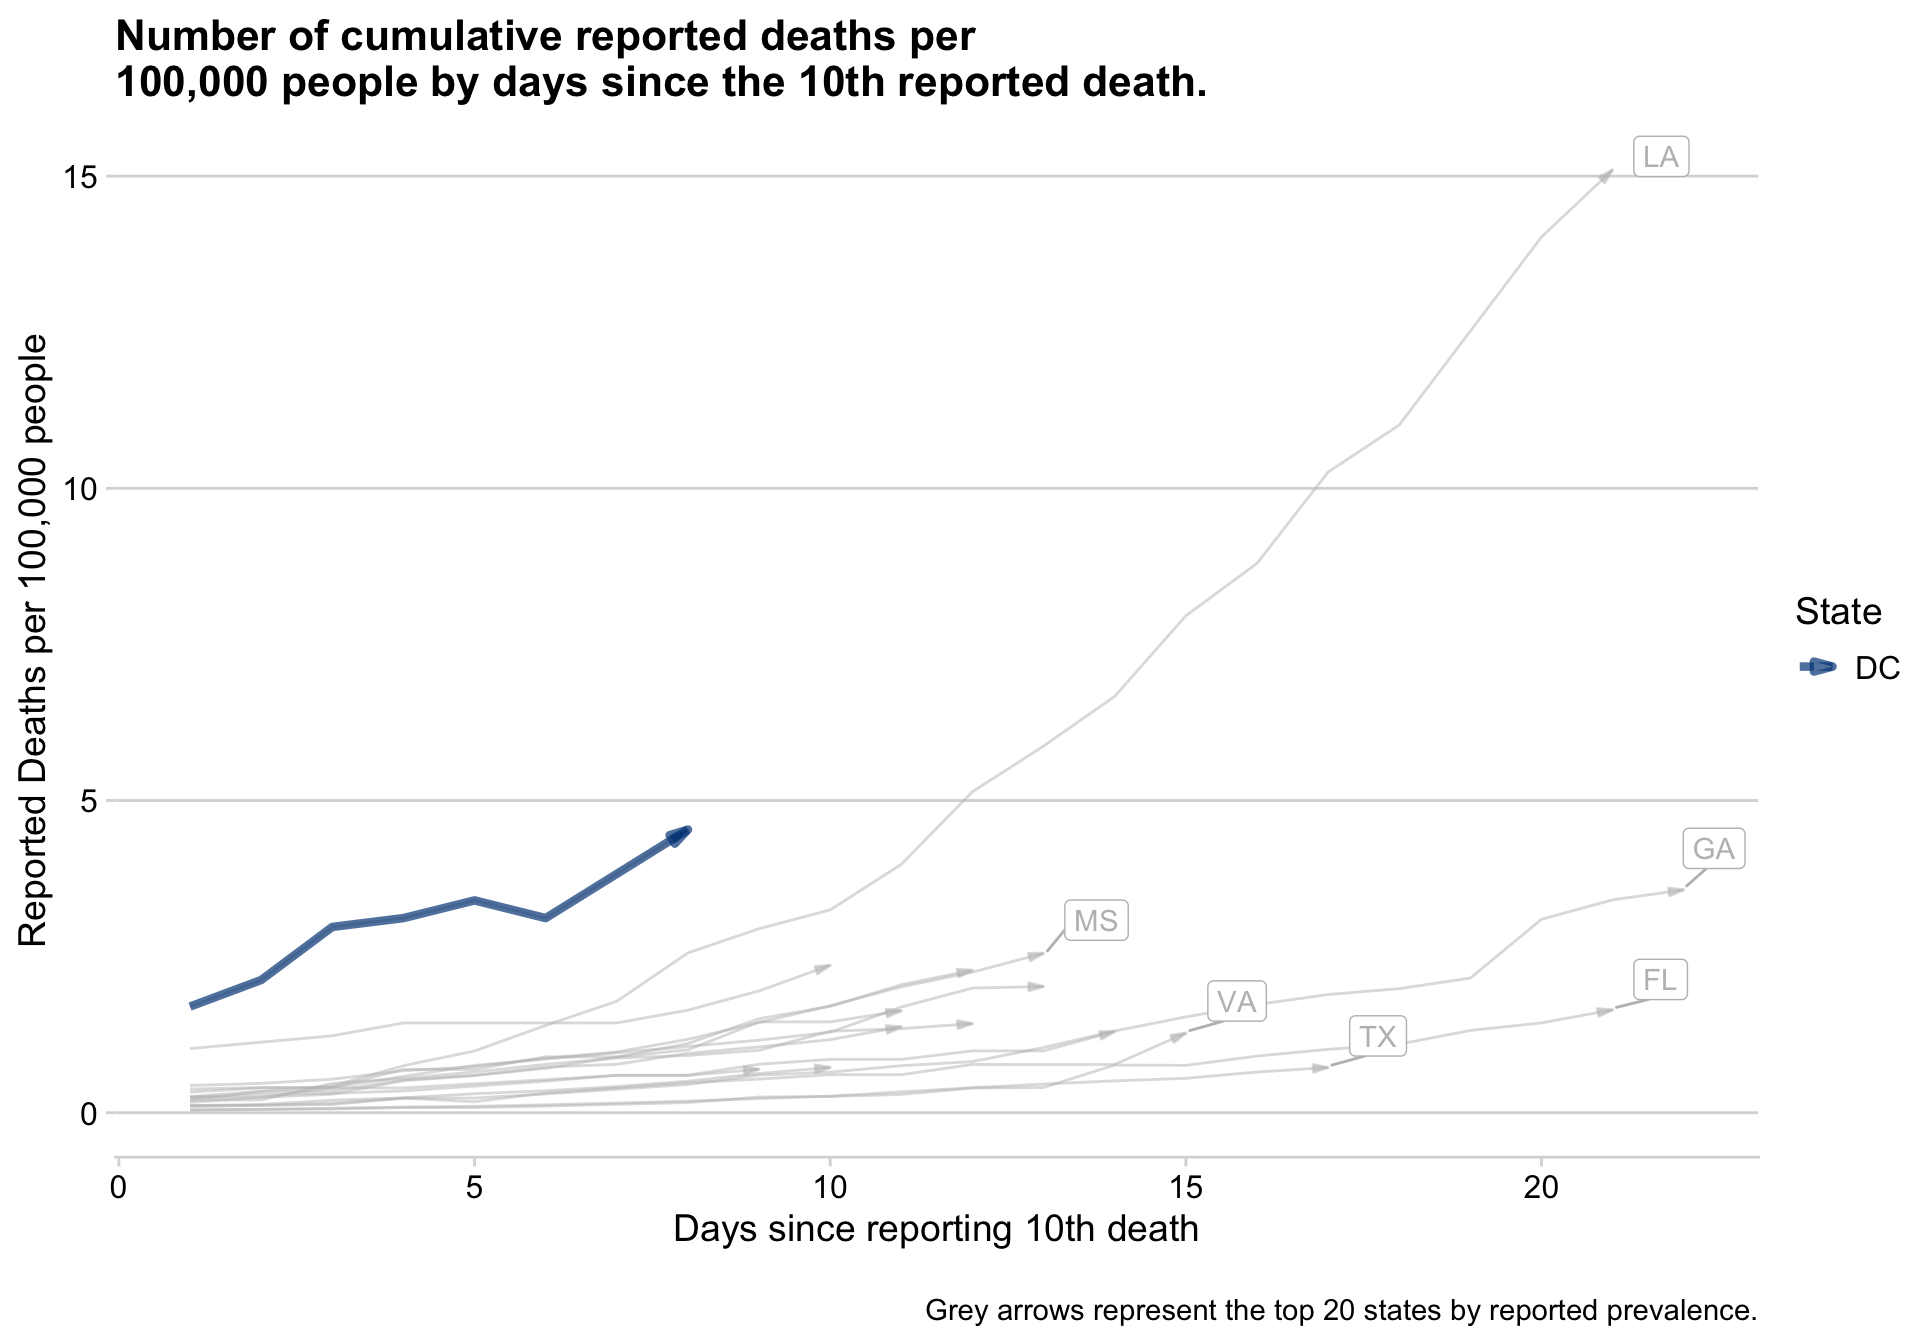 Number of cumulative reported deaths per
100,000 people by days since the 10th reported death.
Reported Deaths per 100,000 people
15
10
5
0
LA
GA
MS
FL
VA
TX
State
DC
0
5
10
15
20
Days since reporting 10th death
Grey arrows represent the top 20 states by reported prevalence.